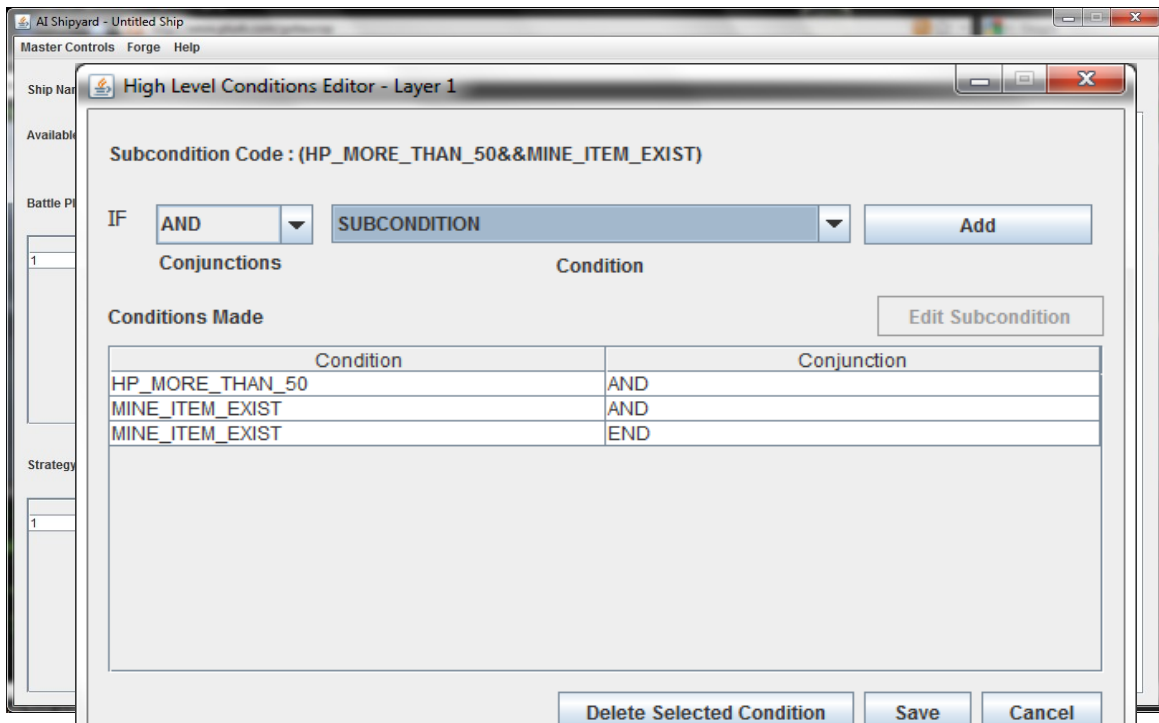 AI Shipyard - Untitled Ship
Master Controls Forge Help
Ship Nar
High Level Conditions Editor - Layer 1
Available
Subcondition Code : (HP_MORE_THAN_50&&MINE_ITEM_EXIST)
Battle Pl
IF AND SUBCONDITION Add
Conjunctions Condition
1
Conditions Made Edit Subcondition
Condition Conjunction
HP_MORE_THAN_50 AND
MINE_ITEM_EXIST AND
MINE_ITEM_EXIST END
Strategy
1
Delete Selected Condition Save Cancel